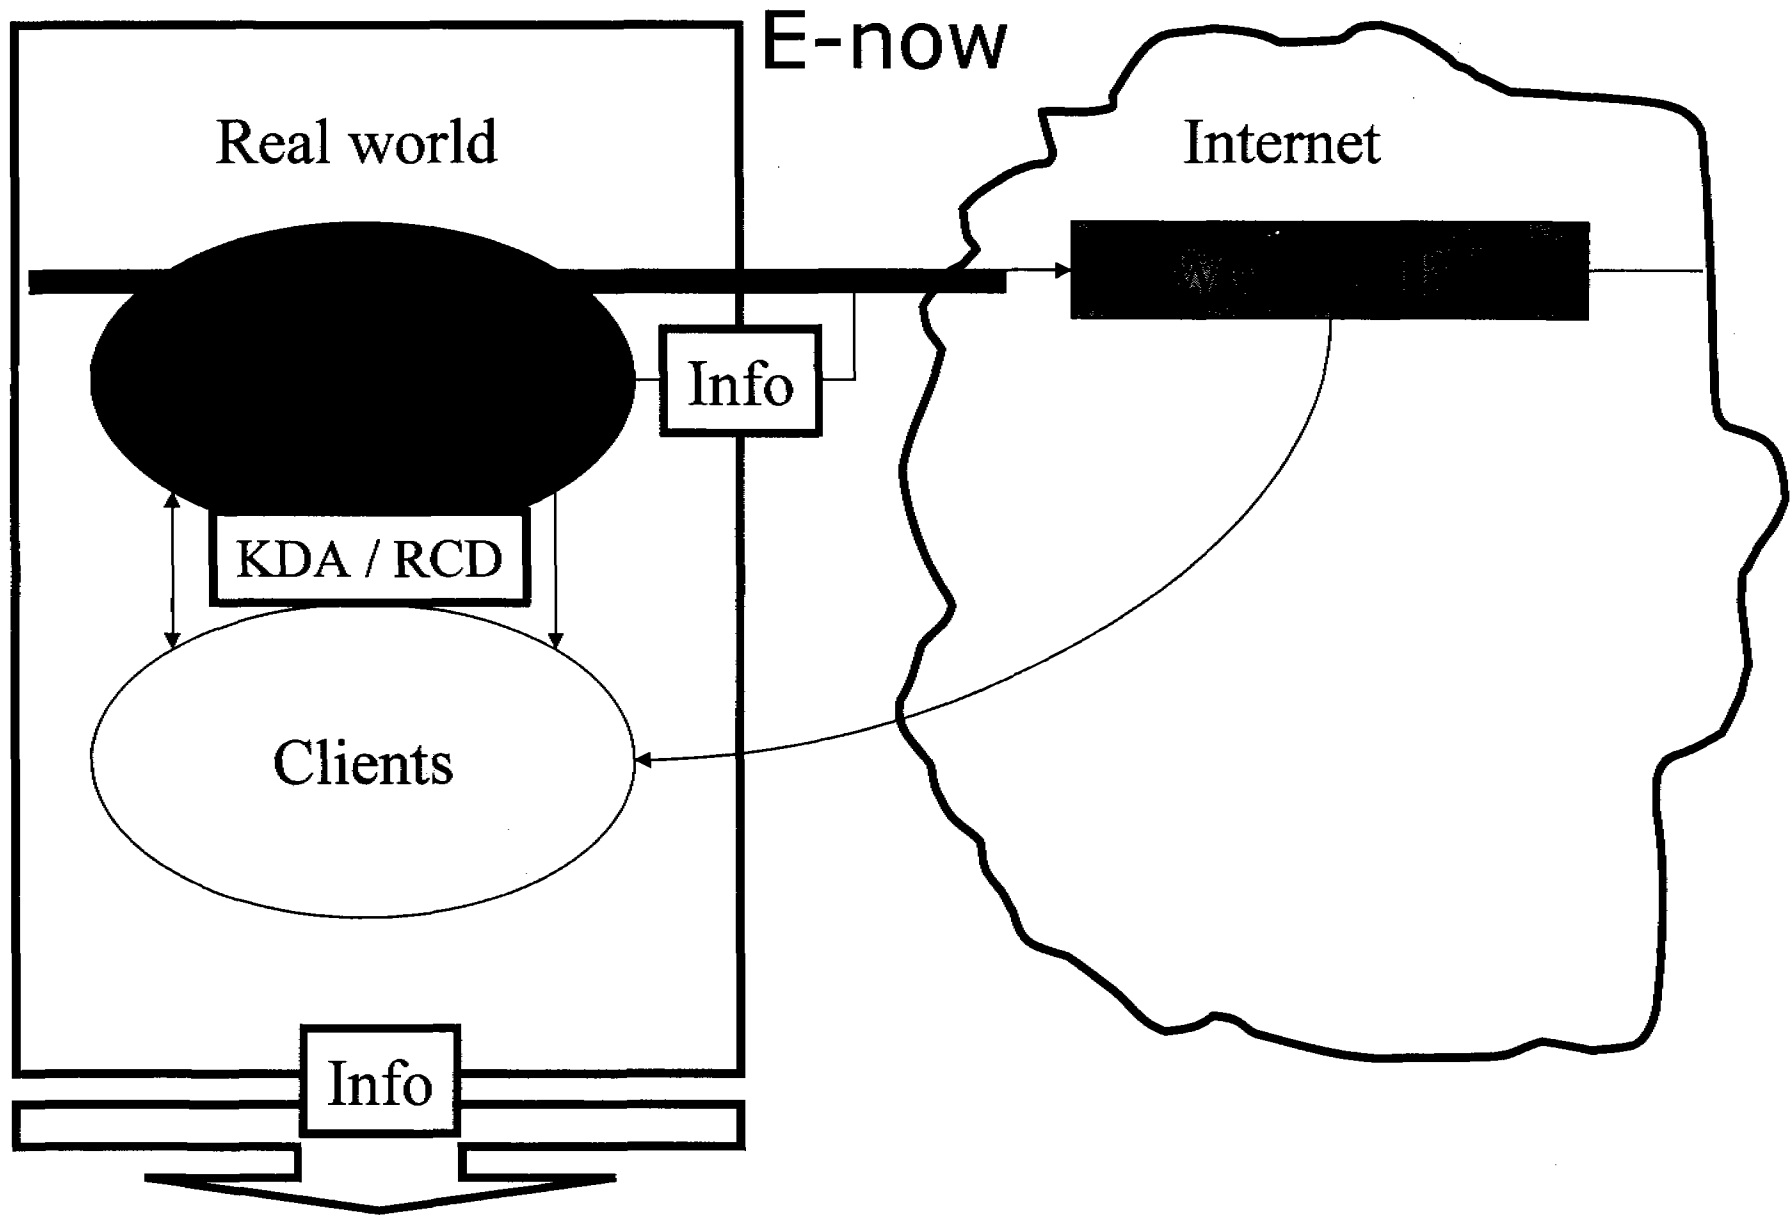 E-now
Real world
Internet
Info
KDA / RCD
Clients
Info